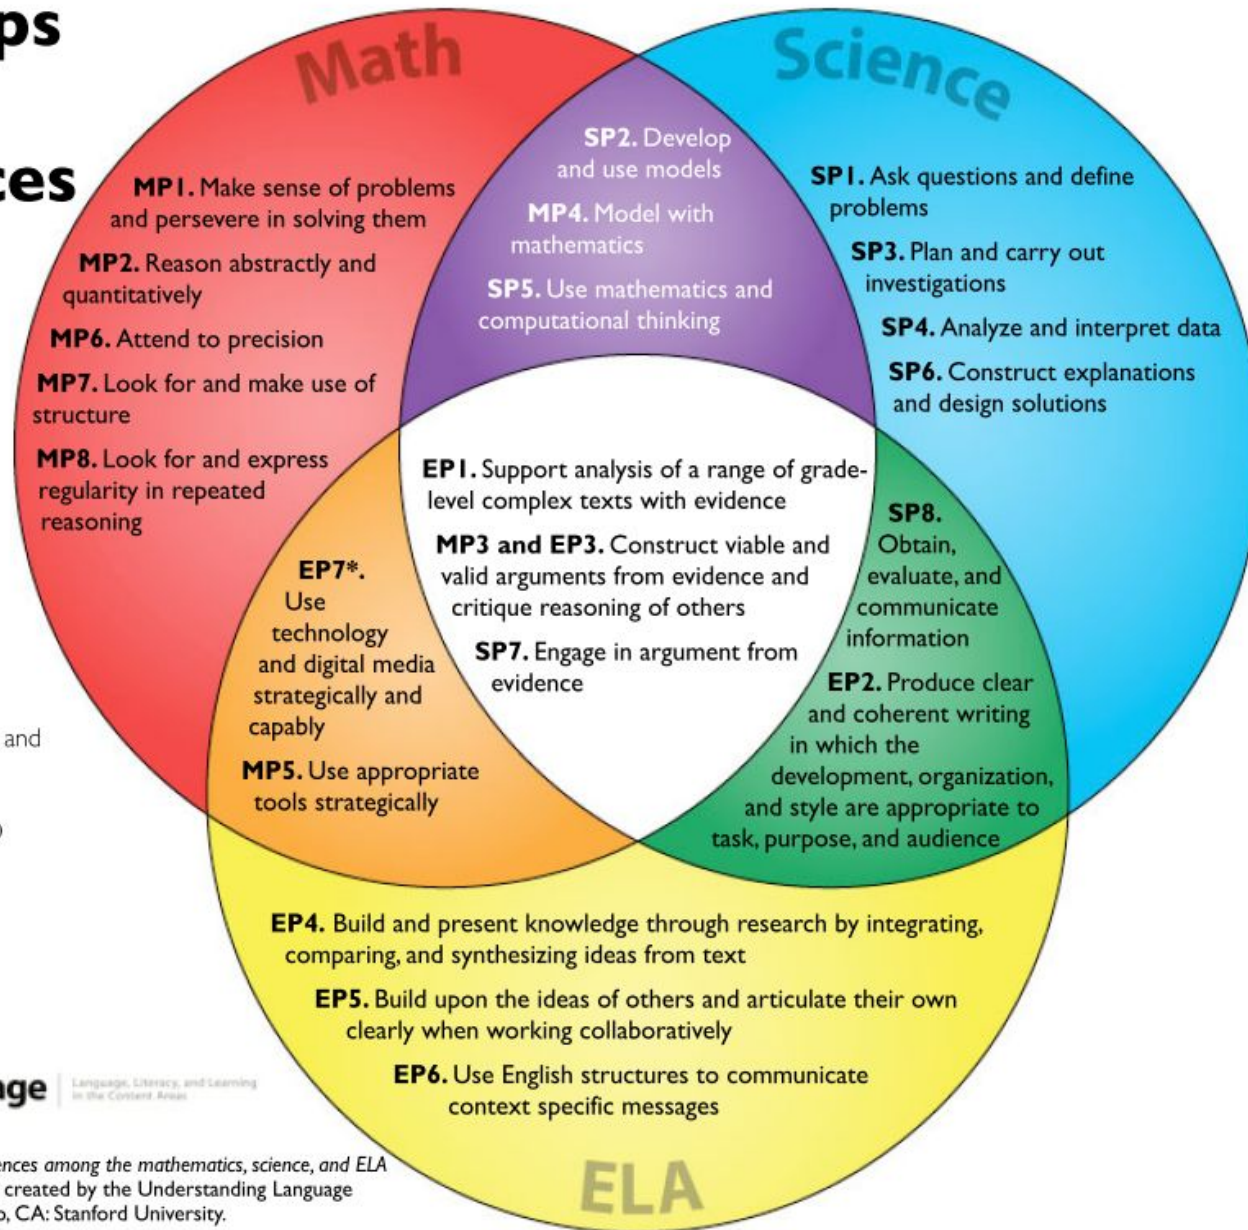 ps
ces
Math
Science
MP1. Make sense of problems
and persevere in solving them
MP2. Reason abstractly and
quantitatively
MP6. Attend to precision
MP7. Look for and make use of
structure
MP8. Look for and express
regularity in repeated
reasoning
SP2. Develop
and use models
MP4. Model with
mathematics
SP5. Use mathematics and
computational thinking
SP1. Ask questions and define
problems
SP3. Plan and carry out
investigations
SP4. Analyze and interpret data
SP6. Construct explanations
and design solutions
EP1. Support analysis of a range of grade-
level complex texts with evidence
MP3 and EP3. Construct viable and
valid arguments from evidence and
critique reasoning of others
SP7. Engage in argument from
evidence
EP7*.
Use
technology
and digital media
strategically and
capably
MP5. Use appropriate
tools strategically
SP8.
Obtain,
evaluate, and
communicate
information
EP2. Produce clear
and coherent writing
in which the
development, organization,
and style are appropriate to
task, purpose, and audience
and
)
EP4. Build and present knowledge through research by integrating,
comparing, and synthesizing ideas from text
EP5. Build upon the ideas of others and articulate their own
clearly when working collaboratively
EP6. Use English structures to communicate
context specific messages
ELA
age
Language, Literacy, and Learning
in the Content Areas
ences among the mathematics, science, and ELA
created by the Understanding Language
o, CA: Stanford University.